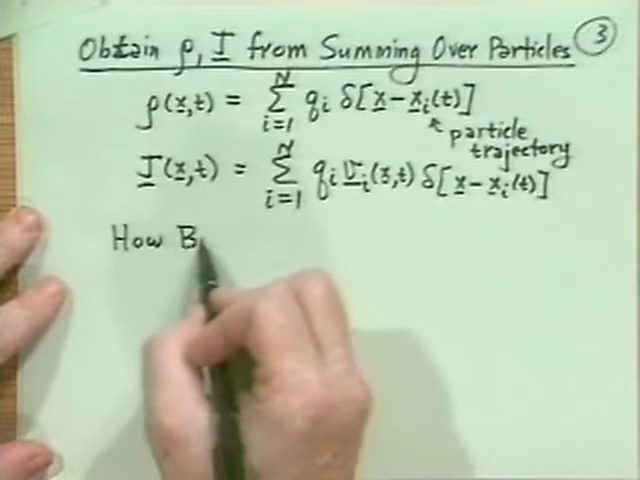 Obtain ρ, J from Summing Over Particles 3
ρ(x,t) = Σ_{i=1}^{N} q_i δ[x - x_i(t)]
particle
trajectory
J(x,t) = Σ_{i=1}^{N} q_i v_i(x,t) δ[x - x_i(t)]
How B